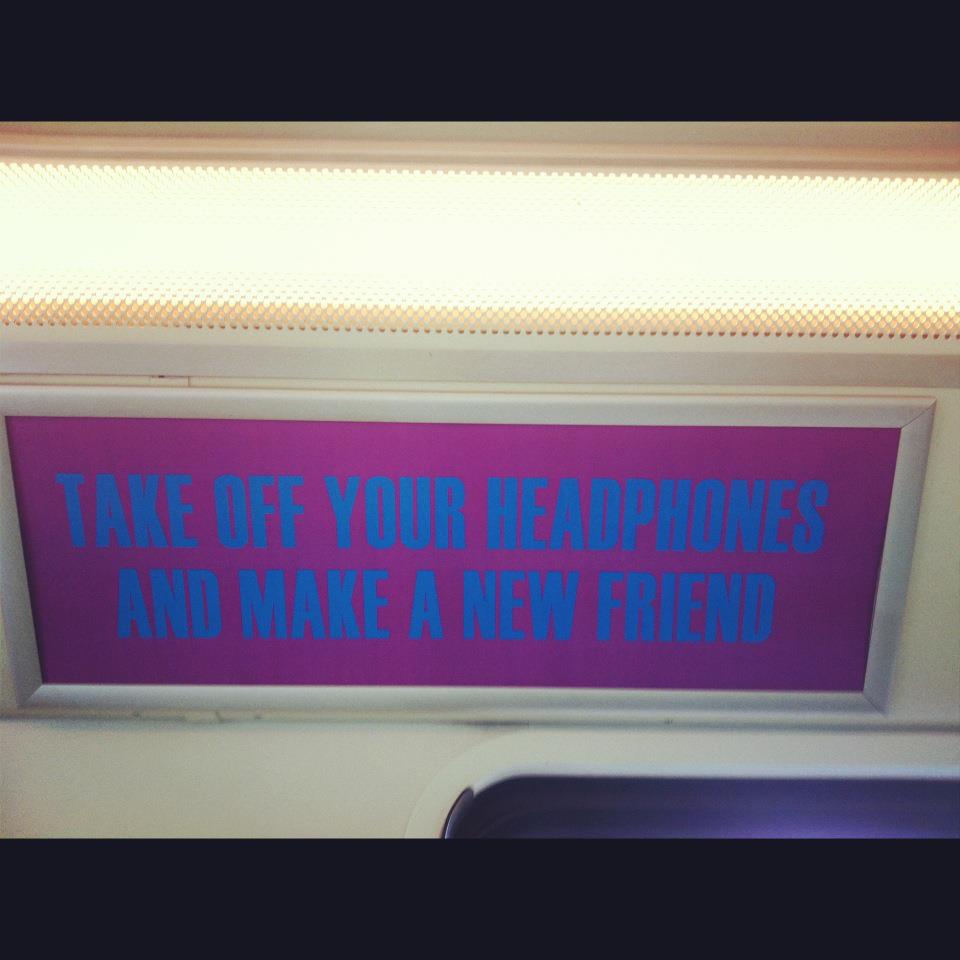 TAKE OFF YOUR HEADPHONES
AND MAKE A NEW FRIEND